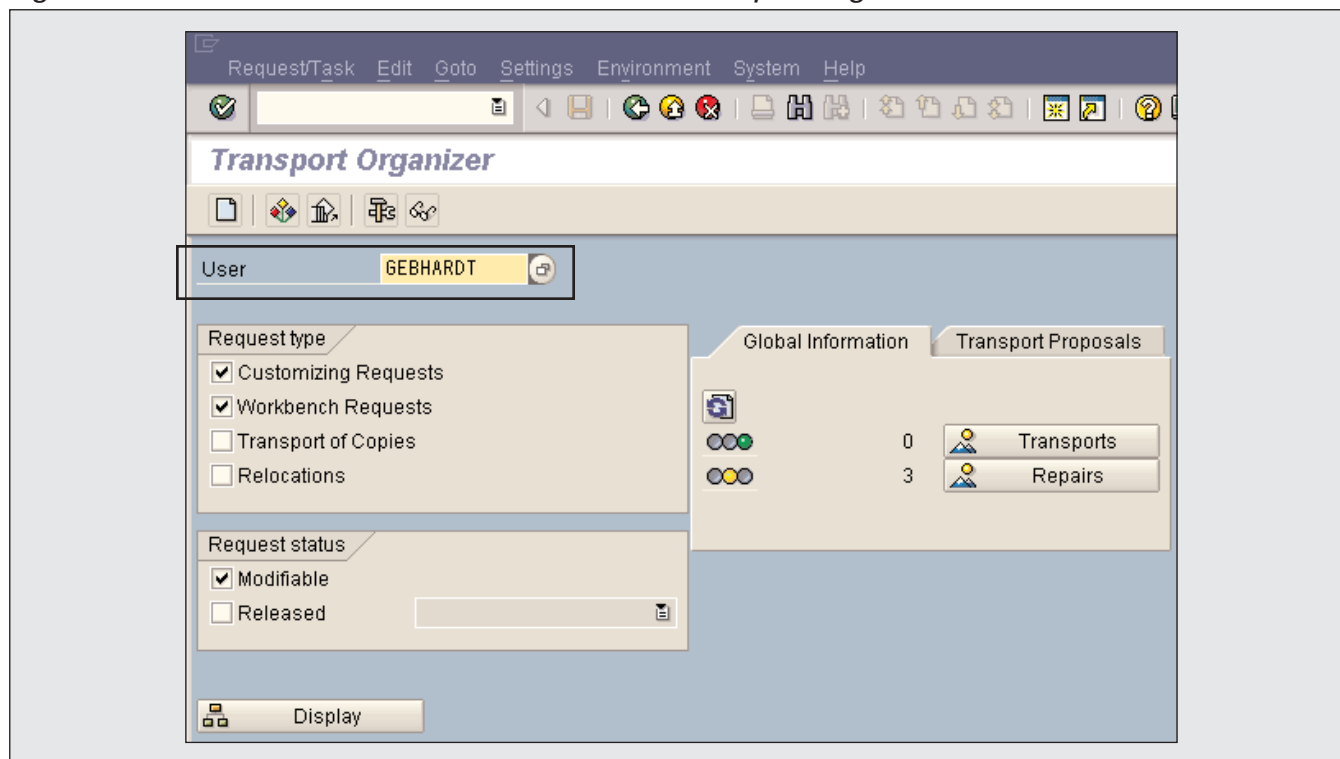 Request/Task Edit Goto Settings Environment System Help
Transport Organizer
User GEBHARDT
Request type
Customizing Requests
Workbench Requests
Transport of Copies
Relocations
Global Information Transport Proposals
0 Transports
3 Repairs
Request status
Modifiable
Released
Display